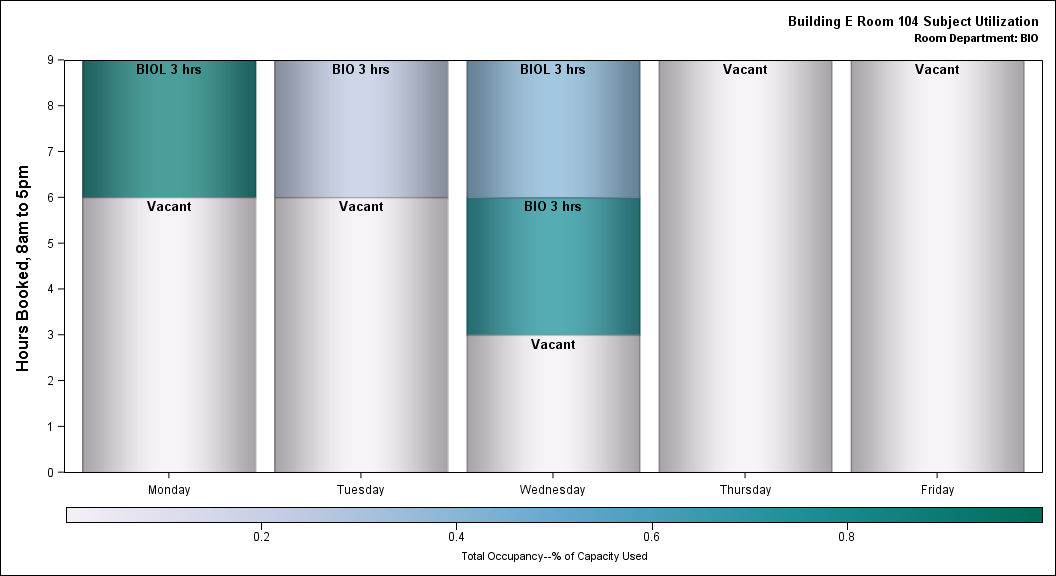 Building E Room 104 Subject Utilization
Room Department: BIO
Hours Booked, 8am to 5pm
9
8
7
6
5
4
3
2
1
0
BIOL 3 hrs
Vacant
BIO 3 hrs
Vacant
BIOL 3 hrs
BIO 3 hrs
Vacant
Vacant
Vacant
Monday
Tuesday
Wednesday
Thursday
Friday
0.2
0.4
0.6
0.8
Total Occupancy--% of Capacity Used